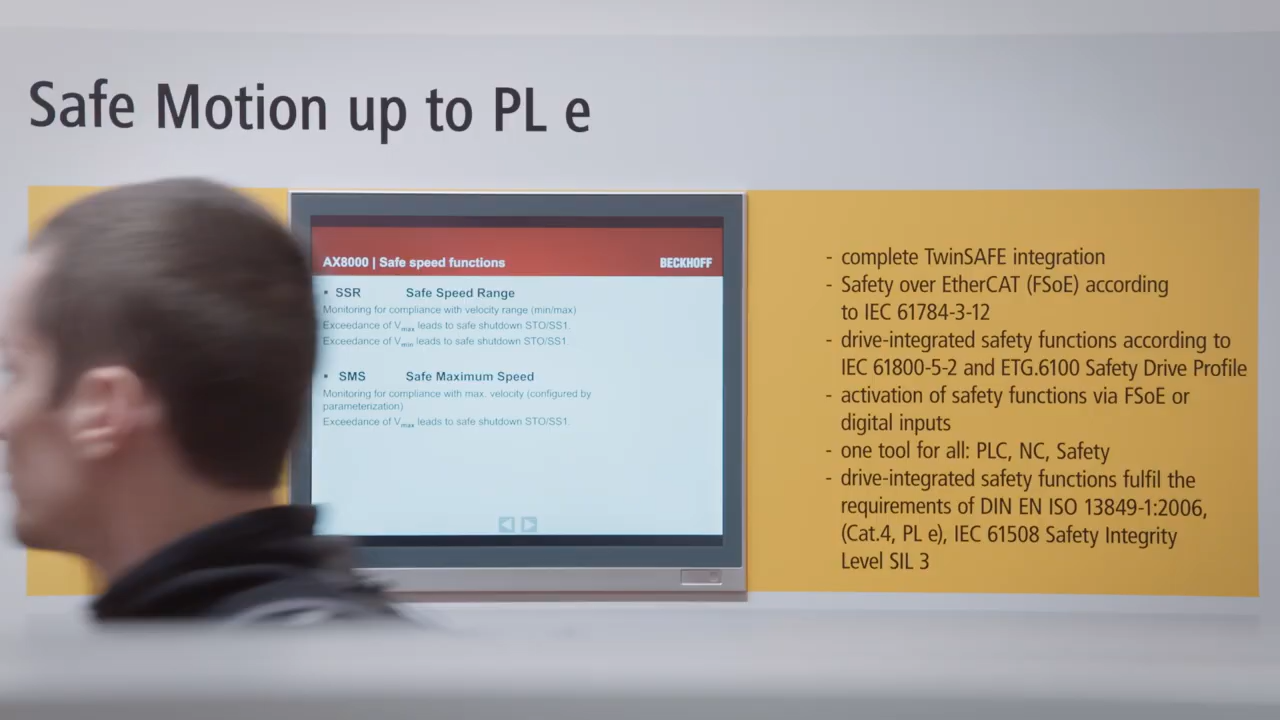 Safe Motion up to PL e
AX8000 | Safe speed functions
BECKHOFF
• SSR Safe Speed Range
Monitoring for compliance with velocity range (min/max)
Exceedance of Vmax leads to safe shutdown STO/SS1.
Exceedance of Vmin leads to safe shutdown STO/SS1
• SMS Safe Maximum Speed
Monitoring for compliance with max. velocity (configured by
parameterization)
Exceedance of Vmax leads to safe shutdown STO/SS1.
- complete TwinSAFE integration
- Safety over EtherCAT (FSoE) according
to IEC 61784-3-12
- drive-integrated safety functions according to
IEC 61800-5-2 and ETG.6100 Safety Drive Profile
- activation of safety functions via FSoE or
digital inputs
- one tool for all: PLC, NC, Safety
- drive-integrated safety functions fulfil the
requirements of DIN EN ISO 13849-1:2006,
(Cat.4, PL e), IEC 61508 Safety Integrity
Level SIL 3